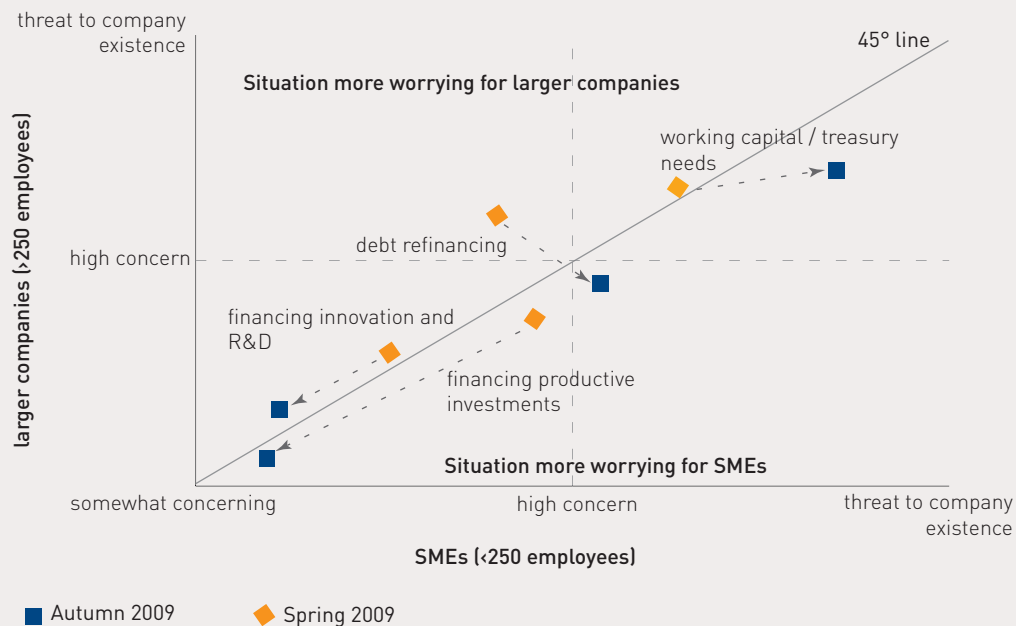 threat to company
existence
45° line
Situation more worrying for larger companies
working capital / treasury
needs
debt refinancing
high concern
larger companies (>250 employees)
financing innovation and
R&D
financing productive
investments
Situation more worrying for SMEs
somewhat concerning
high concern
threat to company
existence
SMEs (<250 employees)
Autumn 2009
Spring 2009